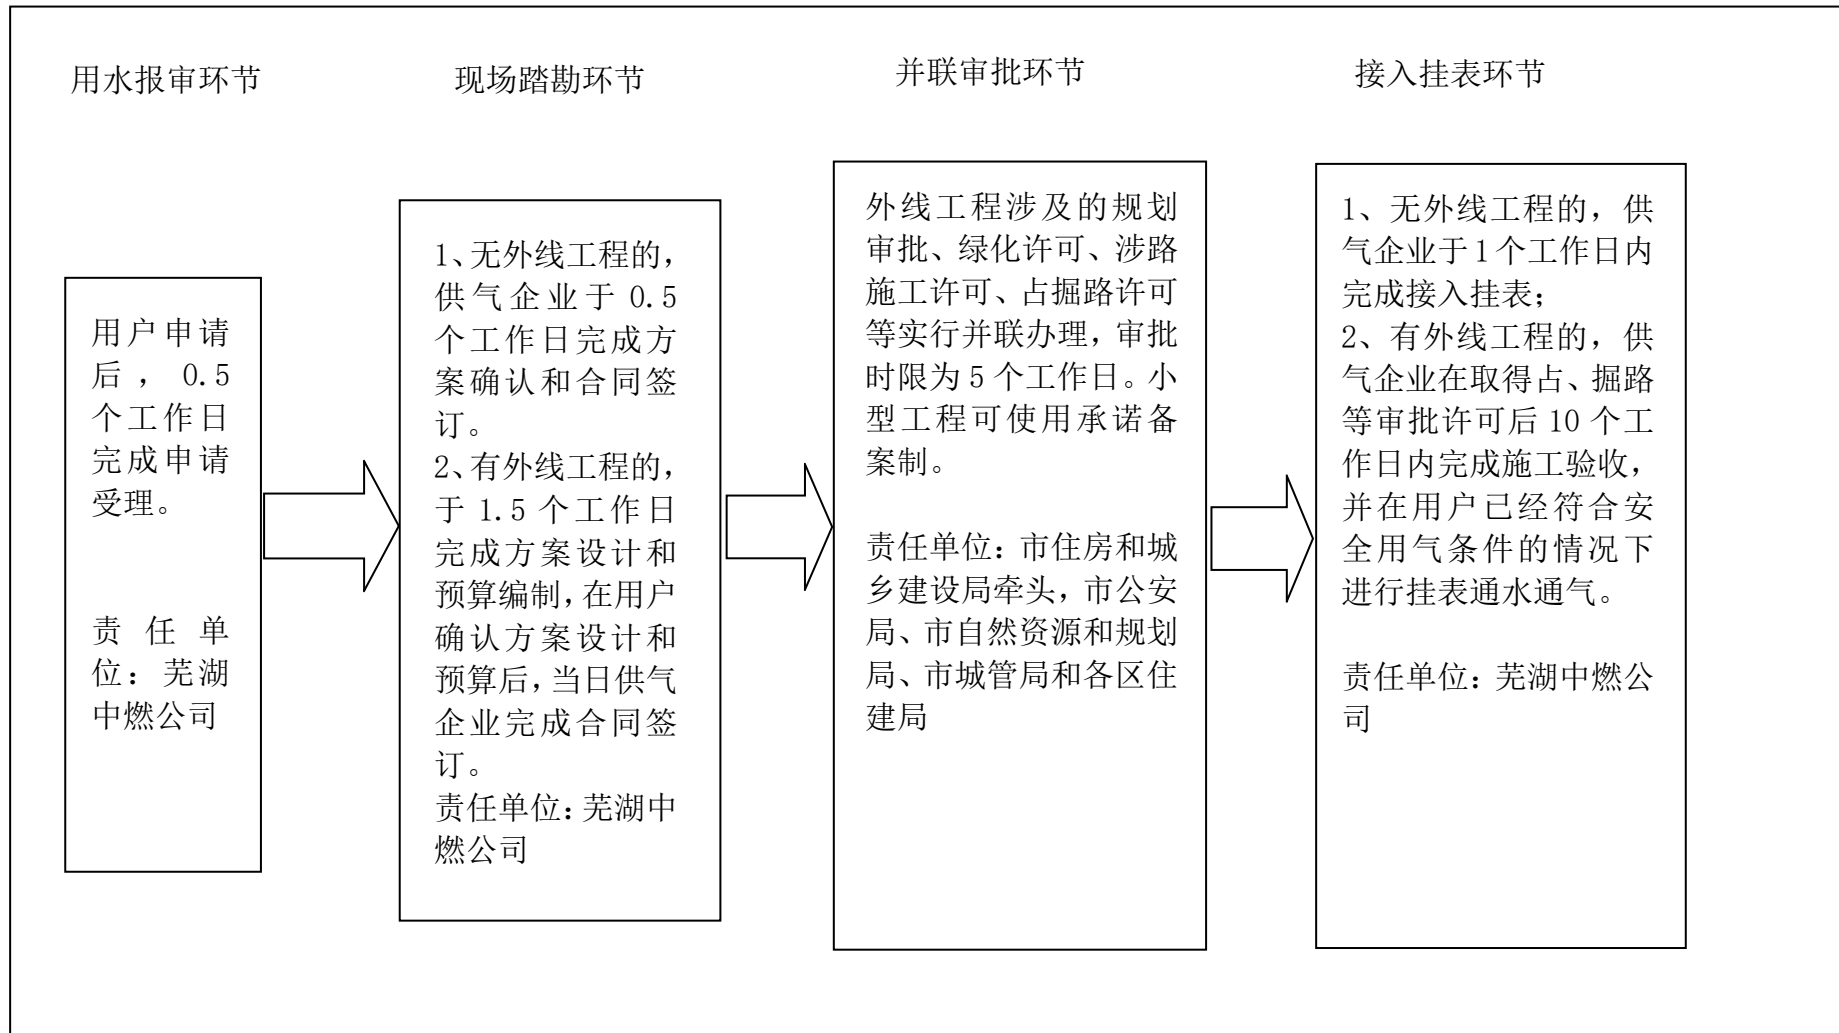 用水报审环节
现场踏勘环节
并联审批环节
接入挂表环节
用户申请
后，0.5
个工作日
完成申请
受理。
责任单
位：芜湖
中燃公司
1、无外线工程的，
供气企业于 0.5
个工作日完成方
案确认和合同签
订。
2、有外线工程的，
于 1.5 个工作日
完成方案设计和
预算编制，在用户
确认方案设计和
预算后，当日供气
企业完成合同签
订。
责任单位：芜湖中
燃公司
外线工程涉及的规划
审批、绿化许可、涉路
施工许可、占掘路许可
等实行并联办理，审批
时限为 5 个工作日。小
型工程可使用承诺备
案制。
责任单位：市住房和城
乡建设局牵头，市公安
局、市自然资源和规划
局、市城管局和各区住
建局
1、无外线工程的，供
气企业于 1 个工作日内
完成接入挂表；
2、有外线工程的，供
气企业在取得占、掘路
等审批许可后 10 个工
作日内完成施工验收，
并在用户已经符合安
全用气条件的情况下
进行挂表通水通气。
责任单位：芜湖中燃公
司